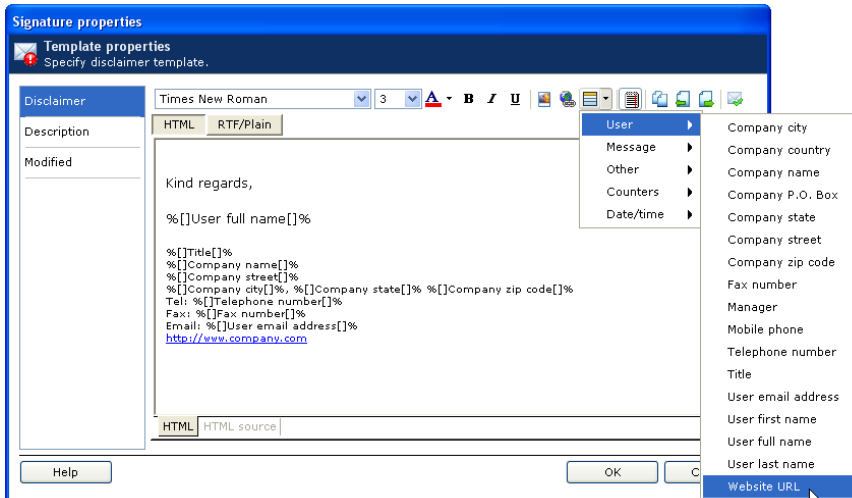 Signature properties
Template properties
Specify disclaimer template.
Disclaimer
Description
Modified
Times New Roman
3
A
B I U
HTML
RTF/Plain
Kind regards,
%[]User full name[]%
%[]Title[]%
%[]Company name[]%
%[]Company street[]%
%[]Company city[]%, %[]Company state[]% %[]Company zip code[]%
Tel: %[]Telephone number[]%
Fax: %[]Fax number[]%
Email: %[]User email address[]%
http://www.company.com
HTML
HTML source
Help
OK
User
Message
Other
Counters
Date/time
Company city
Company country
Company name
Company P.O. Box
Company state
Company street
Company zip code
Fax number
Manager
Mobile phone
Telephone number
Title
User email address
User first name
User full name
User last name
Website URL